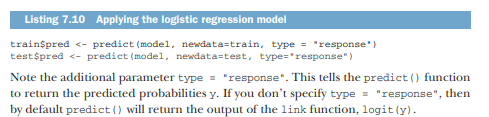 Listing 7.10 Applying the logistic regression model
train$pred <- predict(model, newdata=train, type = "response")
test$pred <- predict(model, newdata=test, type="response")
Note the additional parameter type = "response". This tells the predict() function
to return the predicted probabilities y. If you don't specify type = "response", then
by default predict() will return the output of the link function, logit(y).